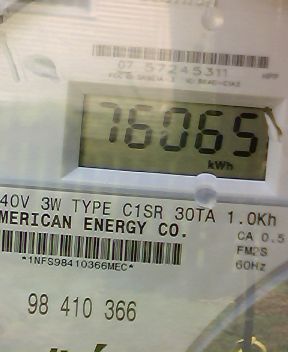 07 57245311
76065
kWh
40V 3W TYPE C1SR 30TA 1.0Kh
MERICAN ENERGY CO.
CA 0.5
*1NFS98410366MEC*
FM2S
60Hz
98 410 366